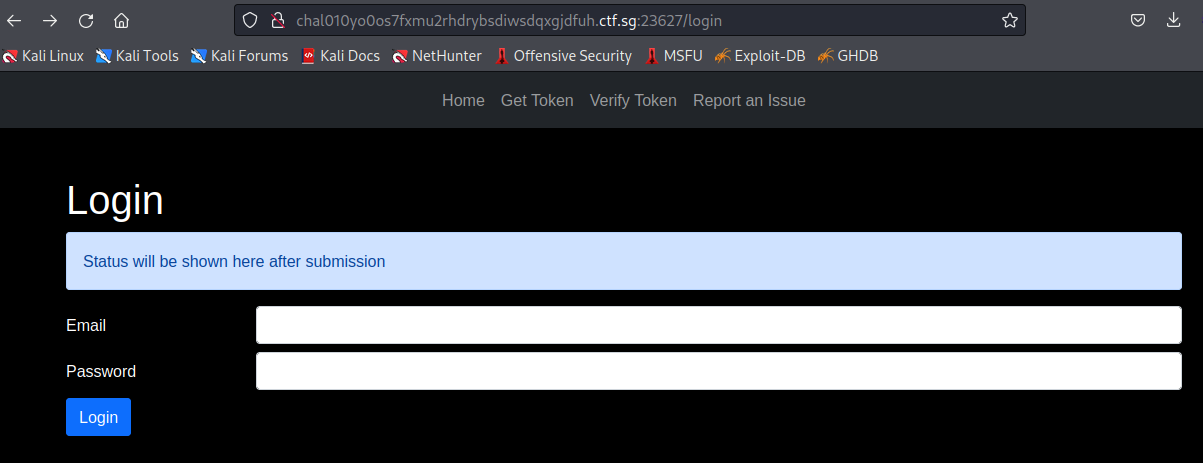 chal010yo0os7fxmu2rhdrybsdiwsdqxgjdfuh.ctf.sg:23627/login
Kali Linux Kali Tools Kali Forums Kali Docs NetHunter Offensive Security MSFU Exploit-DB GHDB
Home Get Token Verify Token Report an Issue
Login
Status will be shown here after submission
Email
Password
Login